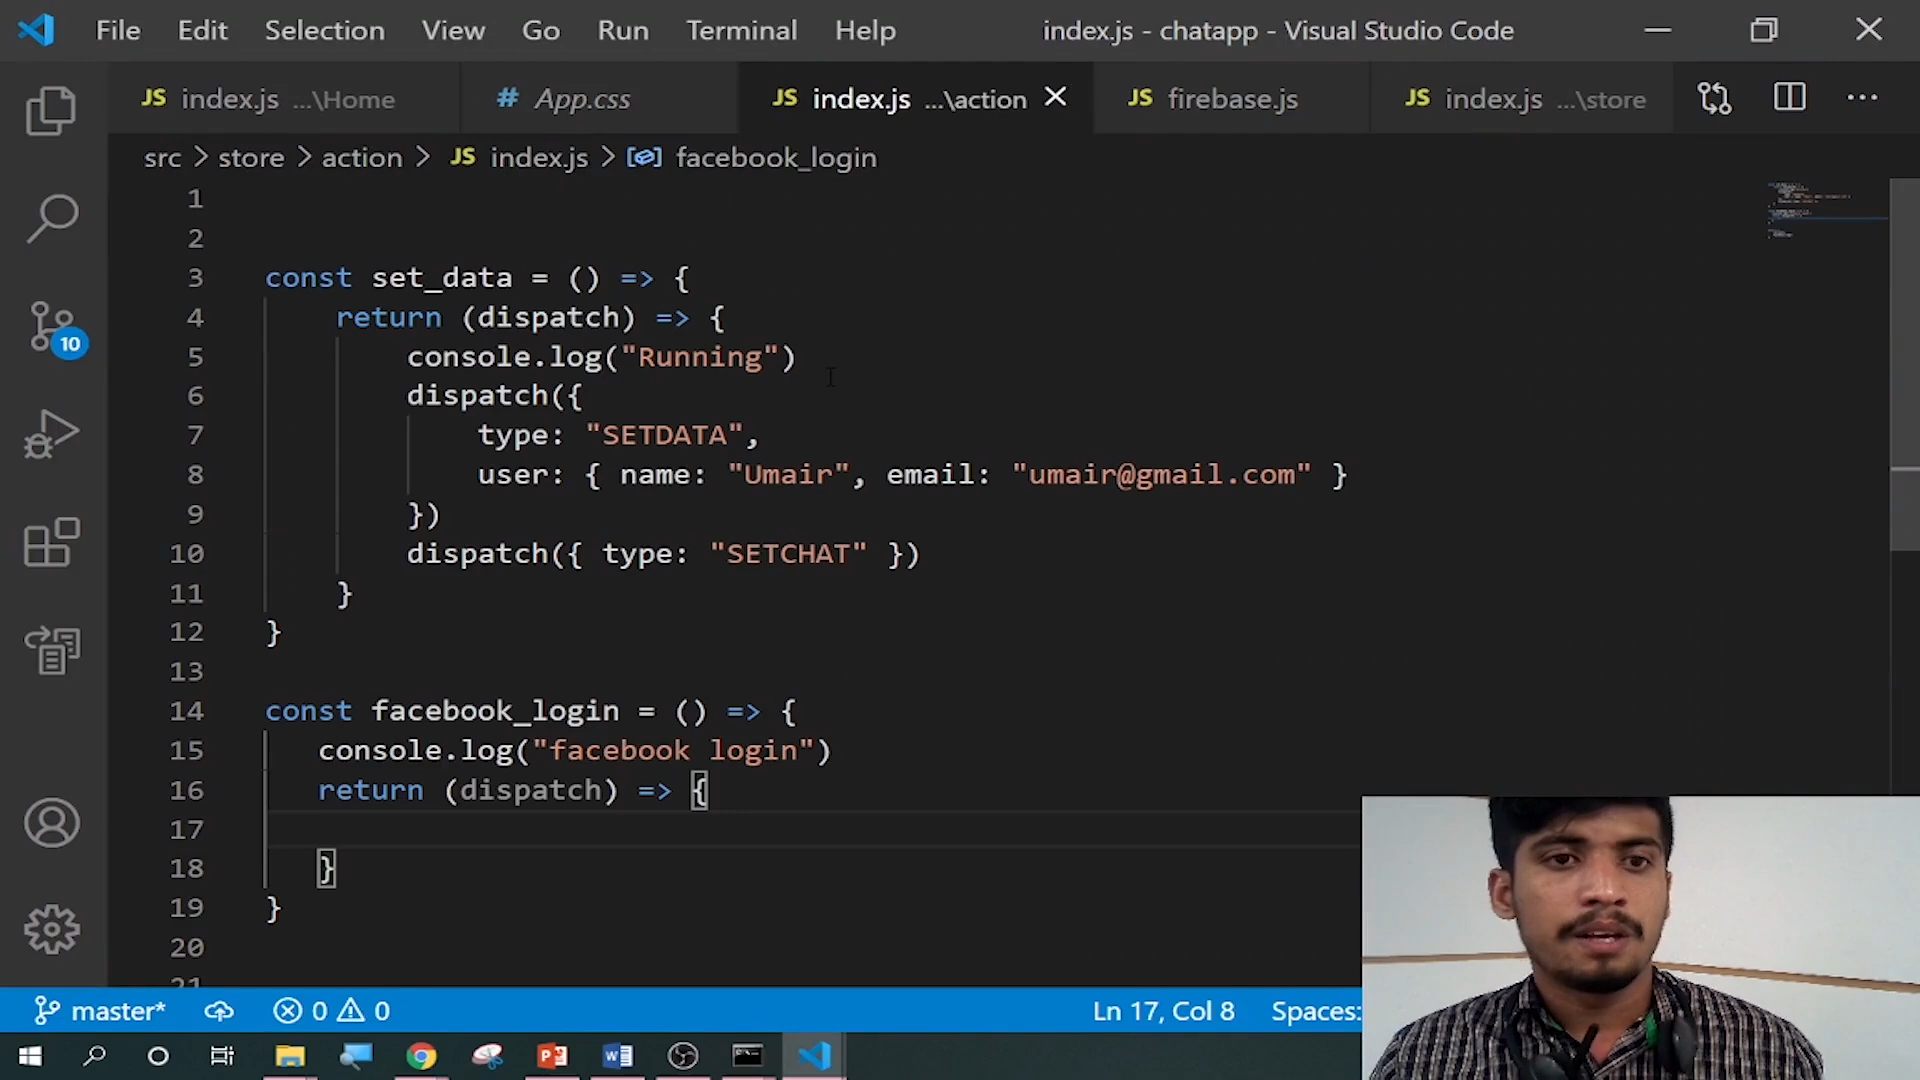 File Edit Selection View Go Run Terminal Help index.js - chatapp - Visual Studio Code
JS index.js ...\Home # App.css JS index.js ...\action JS firebase.js JS index.js ...\store
src > store > action > JS index.js > facebook_login
1
2
3 const set_data = () => {
4 return (dispatch) => {
5 console.log("Running")
6 dispatch({
7 type: "SETDATA",
8 user: { name: "Umair", email: "umair@gmail.com" }
9 })
10 dispatch({ type: "SETCHAT" })
11 }
12 }
13
14 const facebook_login = () => {
15 console.log("facebook login")
16 return (dispatch) => {
17
18 }
19 }
20
21
10
master* 0 0 Ln 17, Col 8 Spaces: